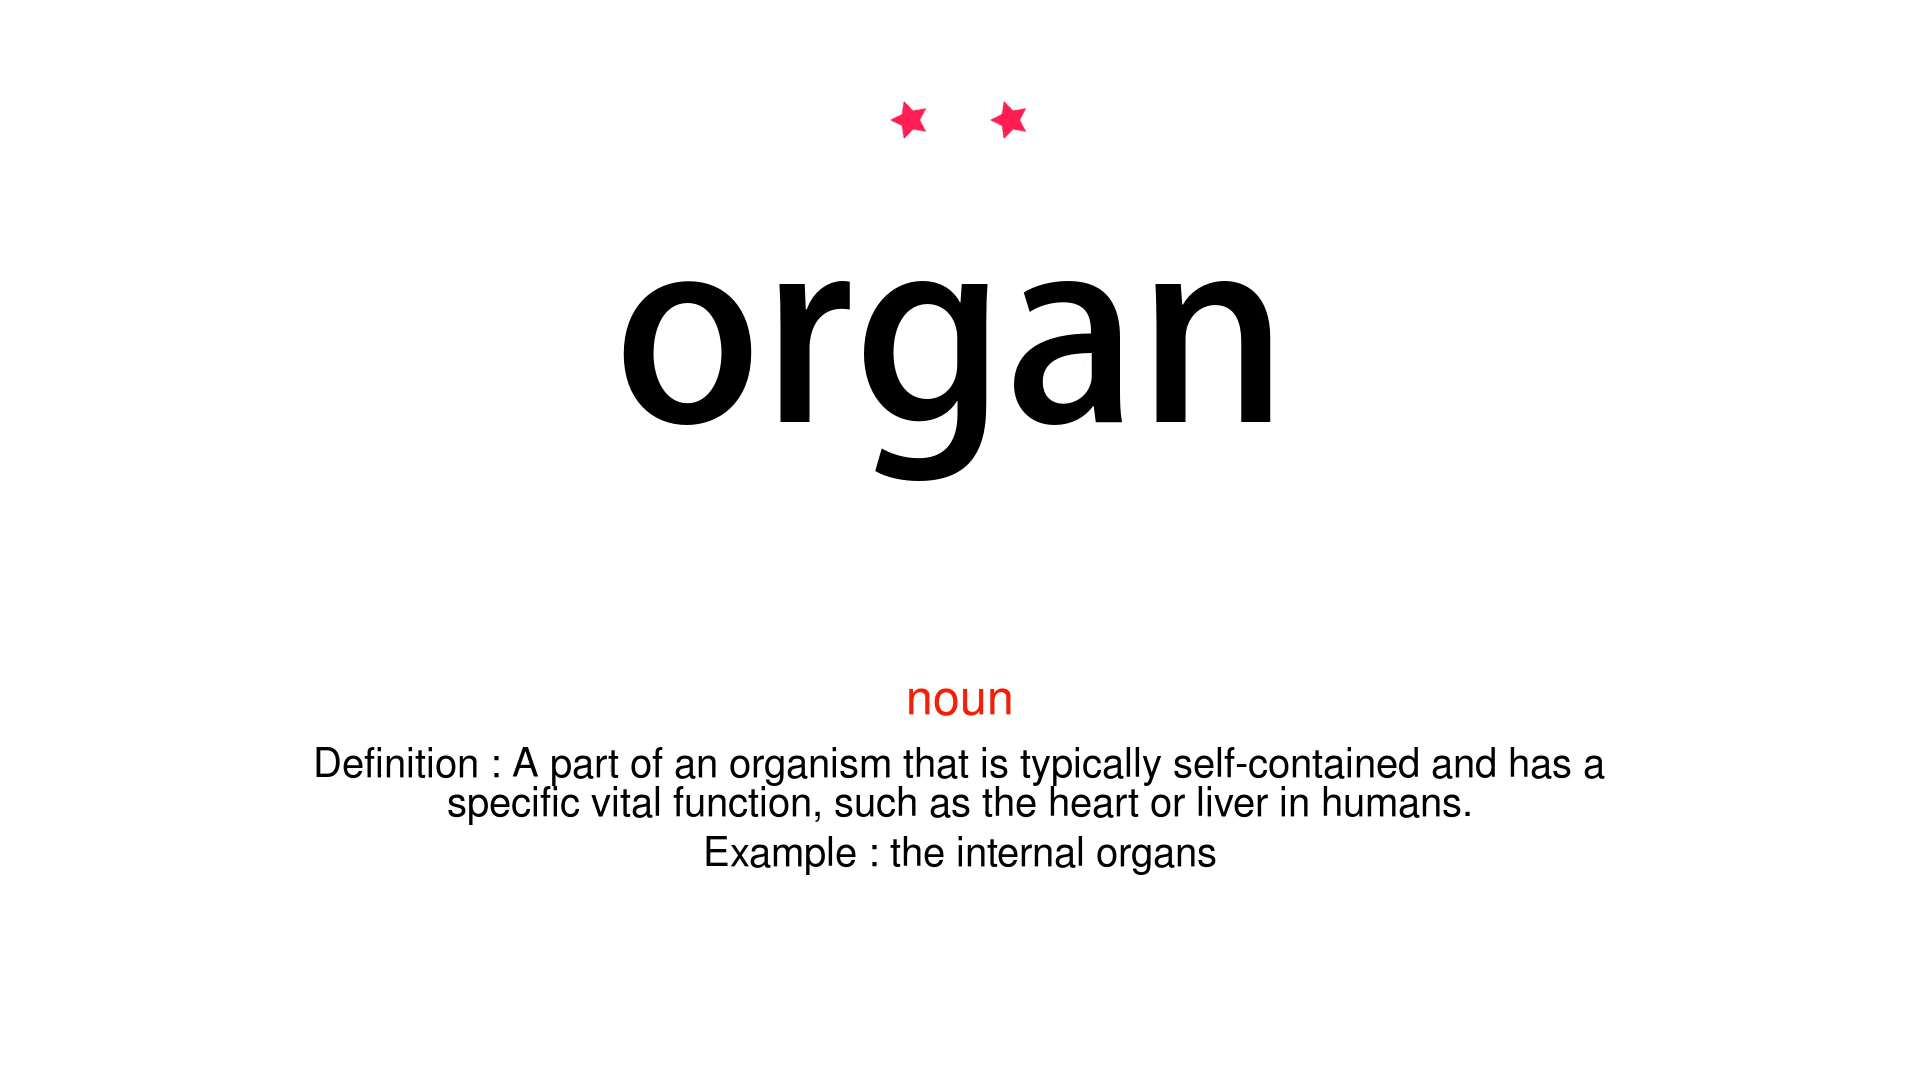 organ
noun
Definition : A part of an organism that is typically self-contained and has a
specific vital function, such as the heart or liver in humans.
Example : the internal organs